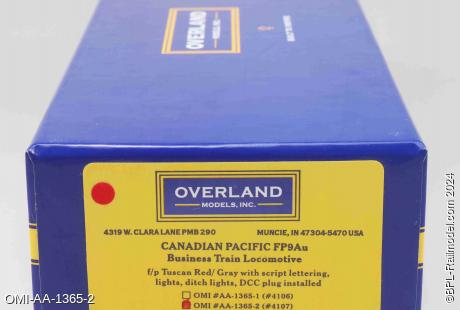 OVERLAND
MODELS, INC.
OVERLAND
MODELS, INC.
4319 W. CLARA LANE PMB 290 MUNCIE, IN 47304-5470 USA
CANADIAN PACIFIC FP9Au
Business Train Locomotive
f/p Tuscan Red/ Gray with script lettering,
lights, ditch lights, DCC plug installed
OMI #AA-1365-1 (#4106)
OMI #AA-1365-2 (#4107)
OMI-AA-1365-2
©BPL-Railmodel.com 2024